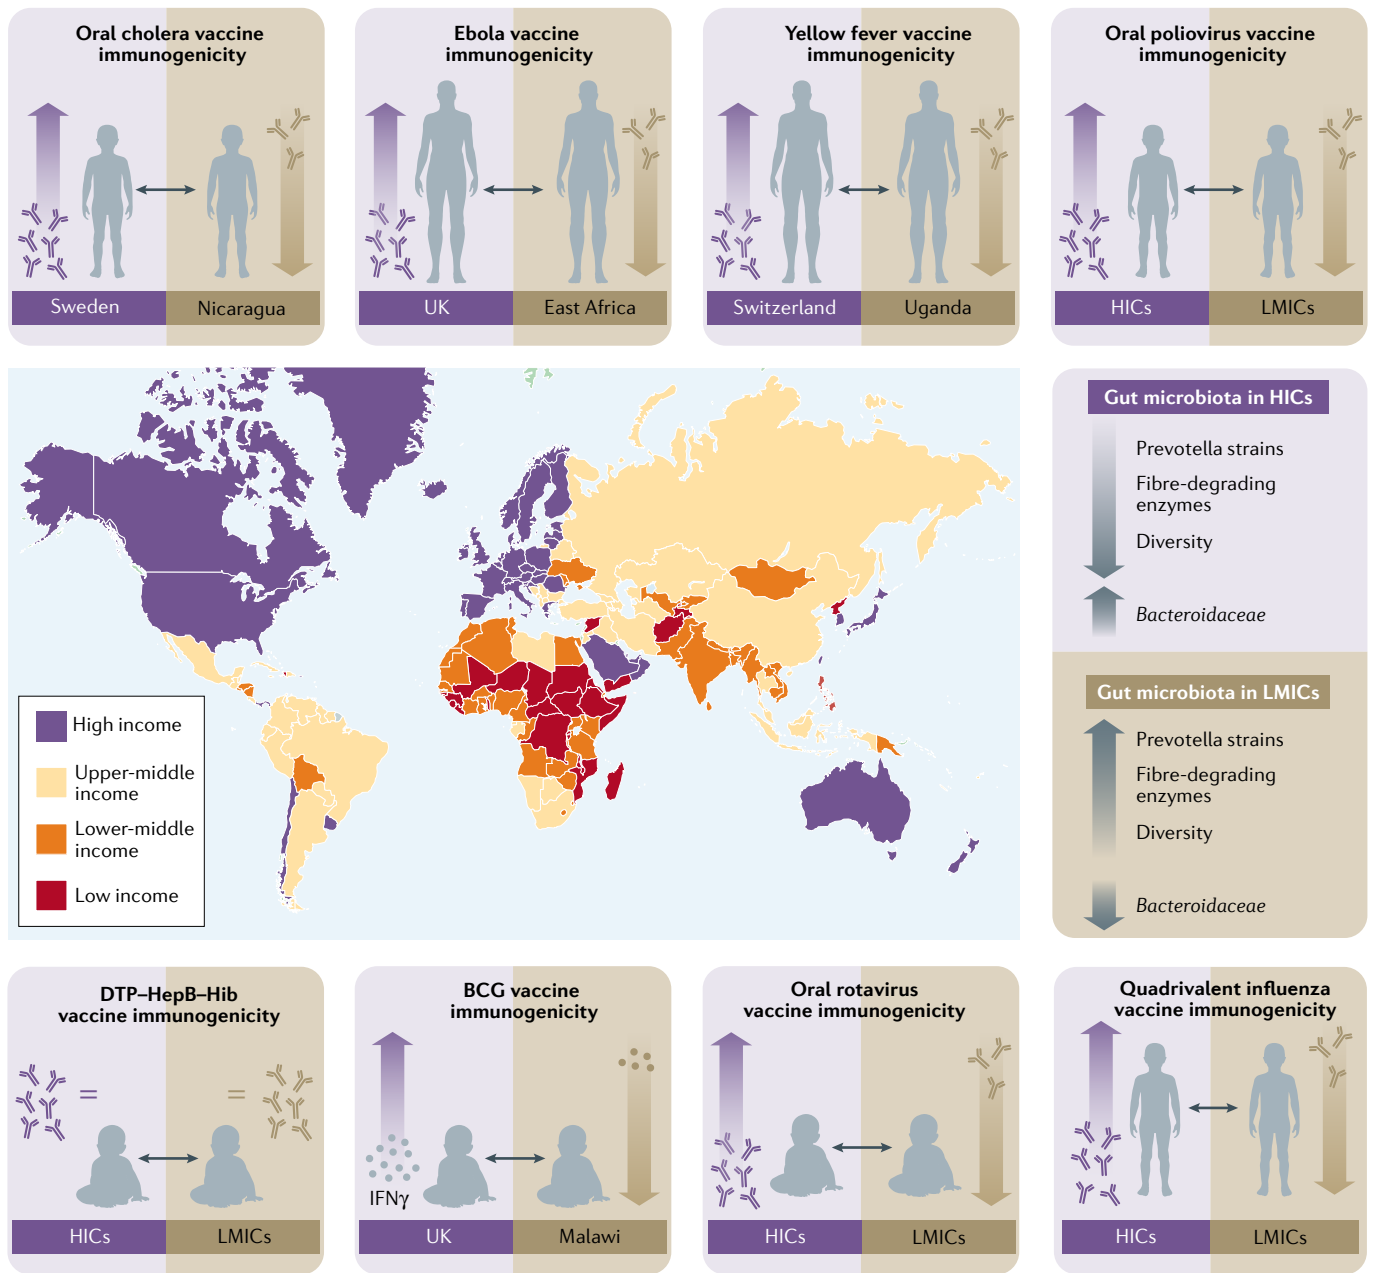 Oral cholera vaccine
immunogenicity
Sweden
Nicaragua
Ebola vaccine
immunogenicity
UK
East Africa
Yellow fever vaccine
immunogenicity
Switzerland
Uganda
Oral poliovirus vaccine
immunogenicity
HICs
LMICs
High income
Upper-middle
income
Lower-middle
income
Low income
Gut microbiota in HICs
Prevotella strains
Fibre-degrading
enzymes
Diversity
Bacteroidaceae
Gut microbiota in LMICs
Prevotella strains
Fibre-degrading
enzymes
Diversity
Bacteroidaceae
DTP–HepB–Hib
vaccine immunogenicity
=
=
HICs
LMICs
BCG vaccine
immunogenicity
IFNγ
UK
Malawi
Oral rotavirus
vaccine immunogenicity
HICs
LMICs
Quadrivalent influenza
vaccine immunogenicity
HICs
LMICs